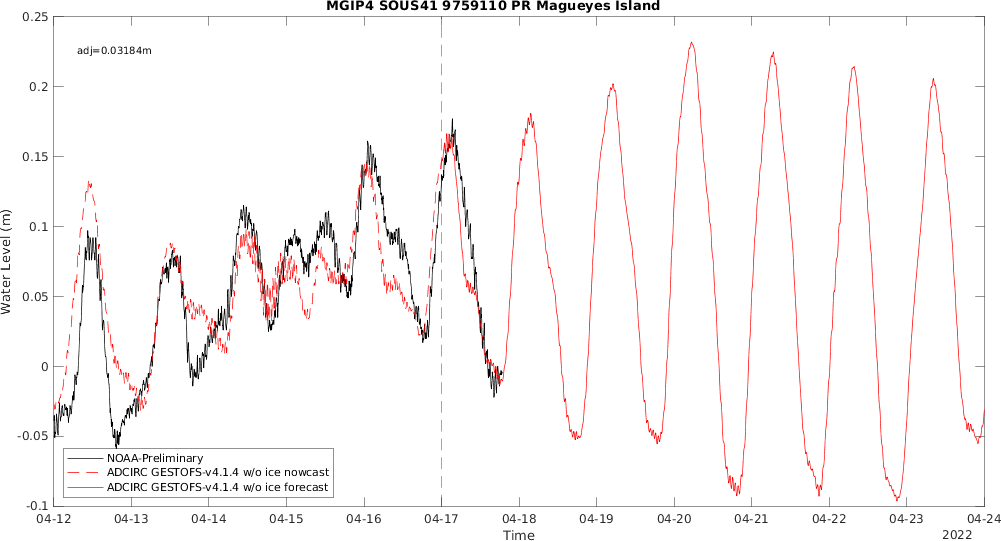 MGIP4 SOUS41 9759110 PR Magueyes Island
adj=0.03184m
0.25
0.2
0.15
0.1
0.05
0
-0.05
-0.1
Water Level (m)
NOAA-Preliminary
ADCIRC GESTOFS-v4.1.4 w/o ice nowcast
ADCIRC GESTOFS-v4.1.4 w/o ice forecast
04-12 04-13 04-14 04-15 04-16 04-17 04-18 04-19 04-20 04-21 04-22 04-23 04-24
Time
2022